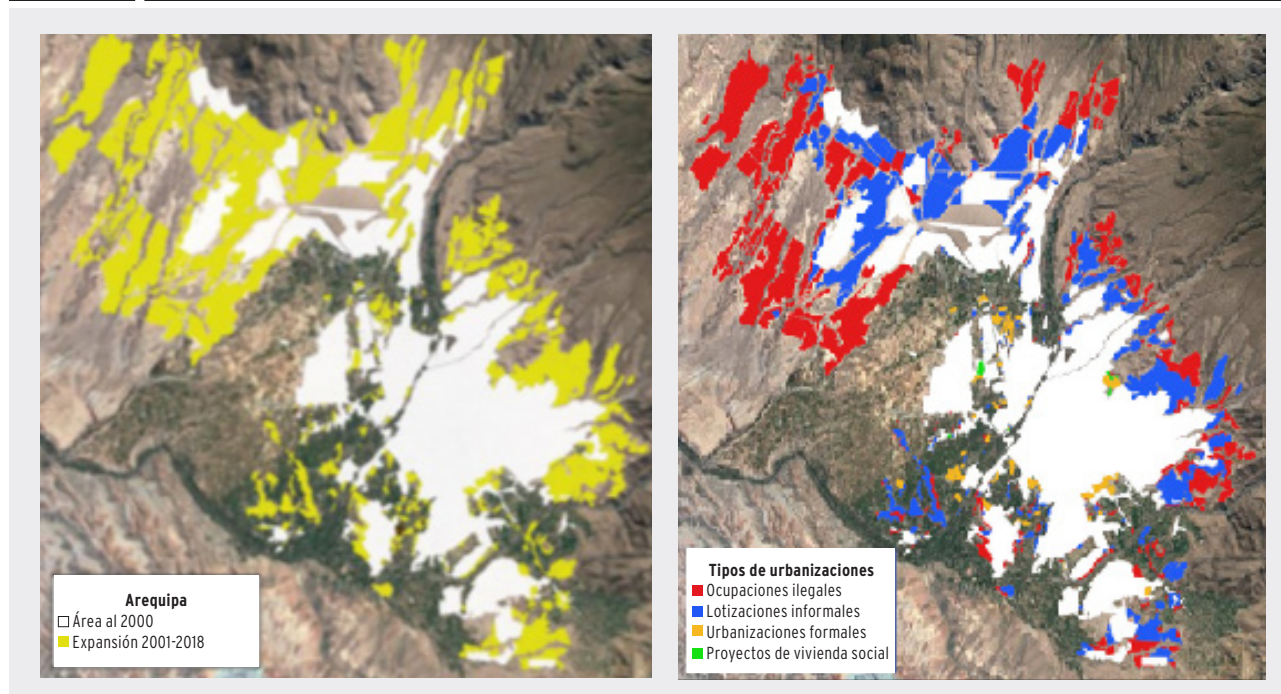 Arequipa
Área al 2000
Expansión 2001-2018
Tipos de urbanizaciones
Ocupaciones ilegales
Lotizaciones informales
Urbanizaciones formales
Proyectos de vivienda social